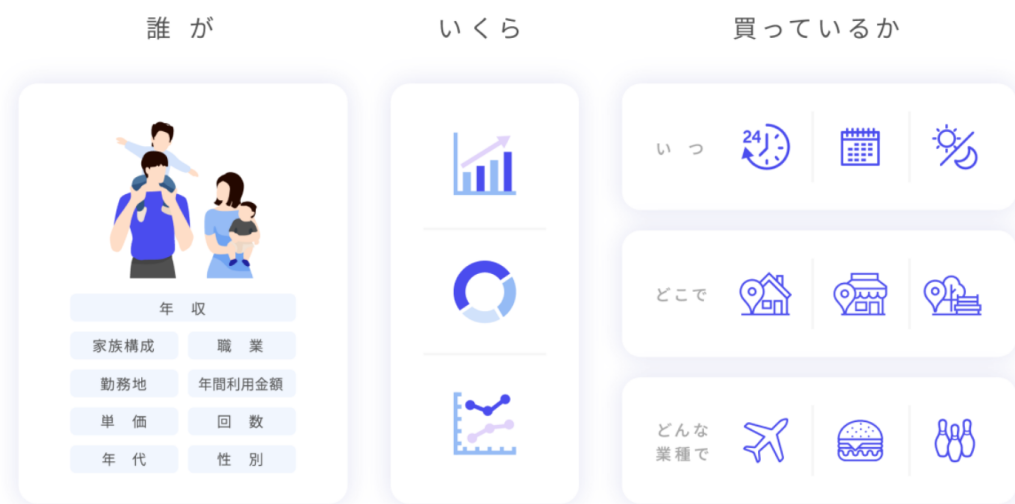 誰が
いくら
買っているか
年収
家族構成
職業
勤務地
年間利用金額
単価
回数
年代
性別
いつ
24
どこで
どんな
業種で